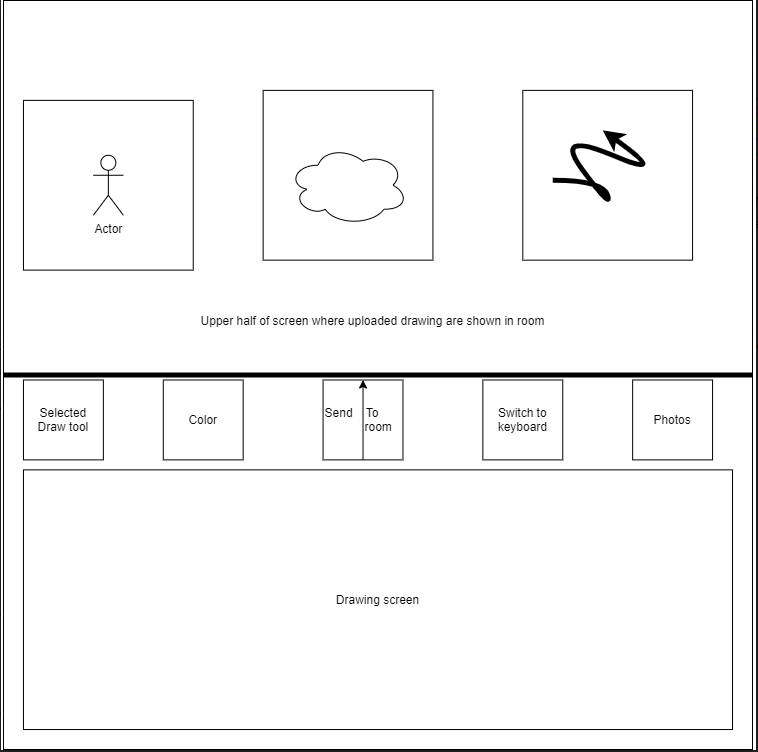 Actor
Upper half of screen where uploaded drawing are shown in room
Selected
Draw tool
Color
Send To
room
Switch to
keyboard
Photos
Drawing screen